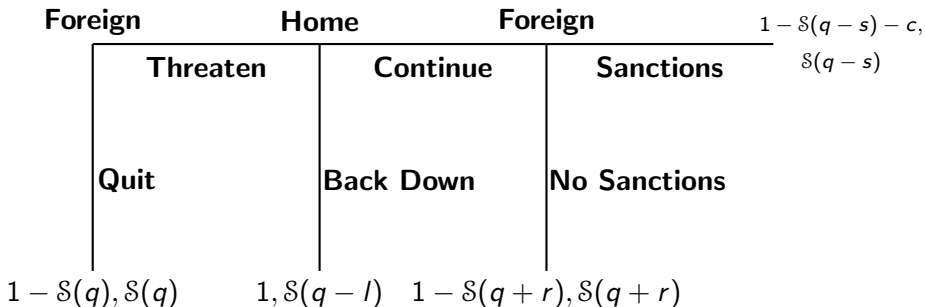 Foreign Home Foreign
1 − 𝒮(q − s) − c,
𝒮(q − s)
Threaten Continue Sanctions
Quit Back Down No Sanctions
1 − 𝒮(q), 𝒮(q) 1, 𝒮(q − l) 1 − 𝒮(q + r), 𝒮(q + r)